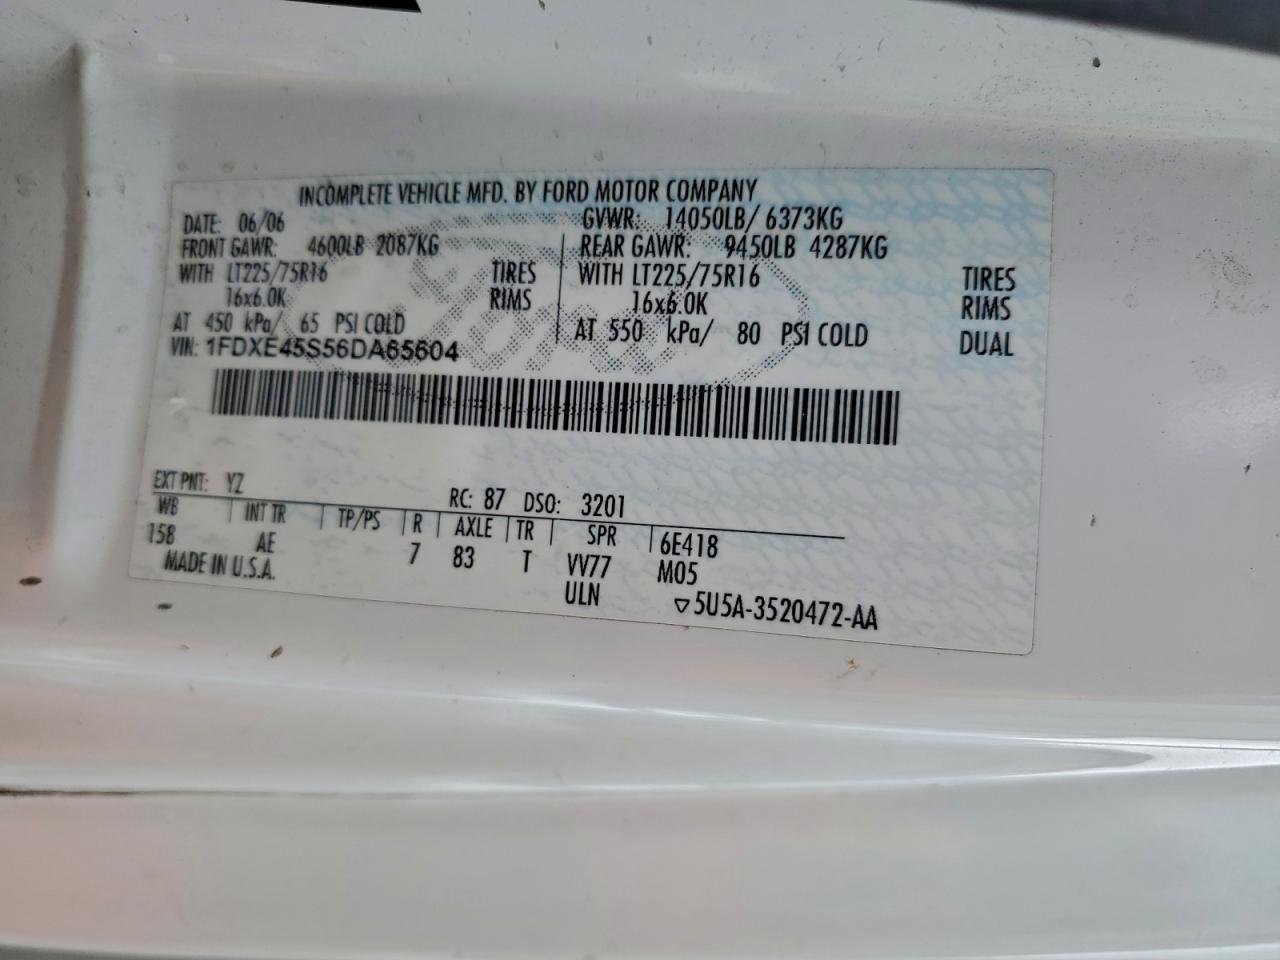 INCOMPLETE VEHICLE MFD. BY FORD MOTOR COMPANY
DATE: 06/06 GVWR: 14050LB/ 6373KG
FRONT GAWR: 4600LB 2087KG REAR GAWR: 9450LB 4287KG
WITH LT225/75R16 TIRES WITH LT225/75R16 TIRES
16x6.0K RIMS 16x6.0K RIMS
AT 450 kPa/ 65 PSI COLD AT 550 kPa/ 80 PSI COLD DUAL
VIN: 1FDXE45S56DA65604
EXT PNT: YZ RC: 87 DSO: 3201
WB INT TR TP/PS R AXLE TR SPR 6E418
158 AE 7 83 T VV77 M05
MADE IN U.S.A. ULN ▽5U5A-3520472-AA